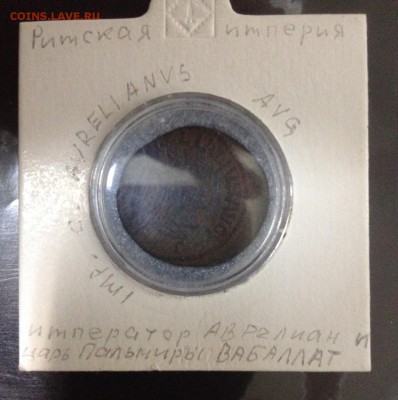 COINS.LAVE.RU
Римская империя
IMP. C. AVRELIANVS AVG
император АВРелиан и
царь Пальмиры ВАБАЛЛАТ